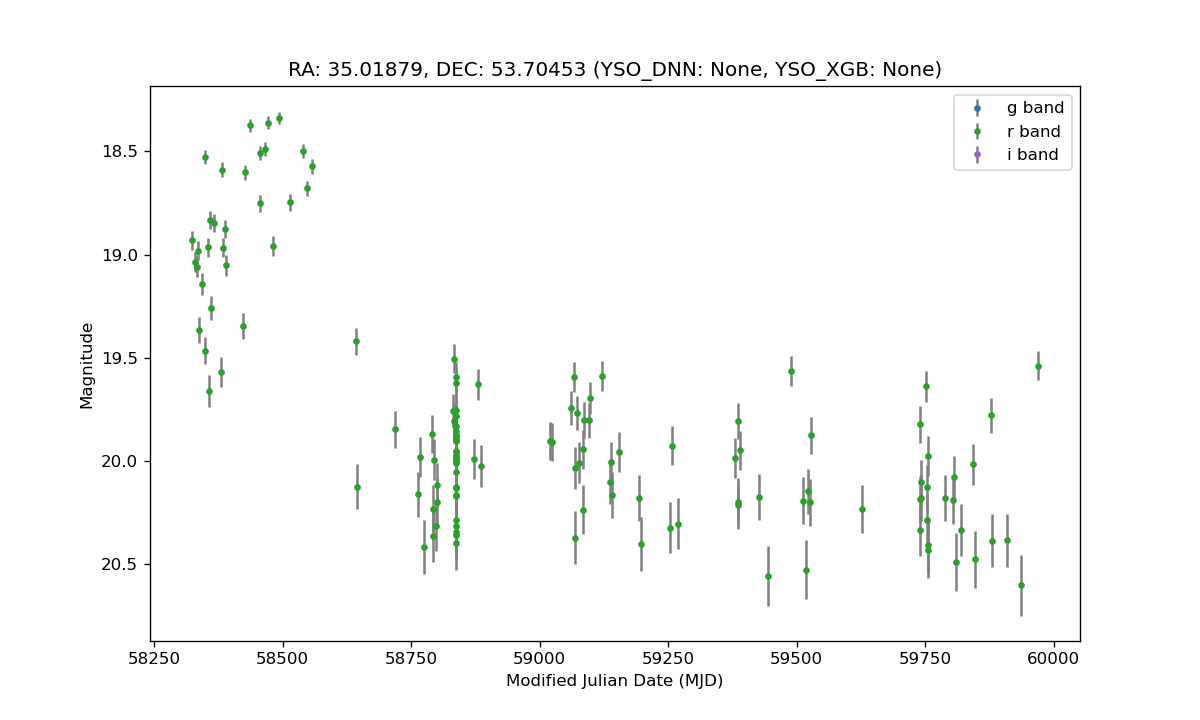 RA: 35.01879, DEC: 53.70453 (YSO_DNN: None, YSO_XGB: None)
g band
r band
i band
18.5
19.0
19.5
20.0
20.5
Magnitude
58250 58500 58750 59000 59250 59500 59750 60000
Modified Julian Date (MJD)